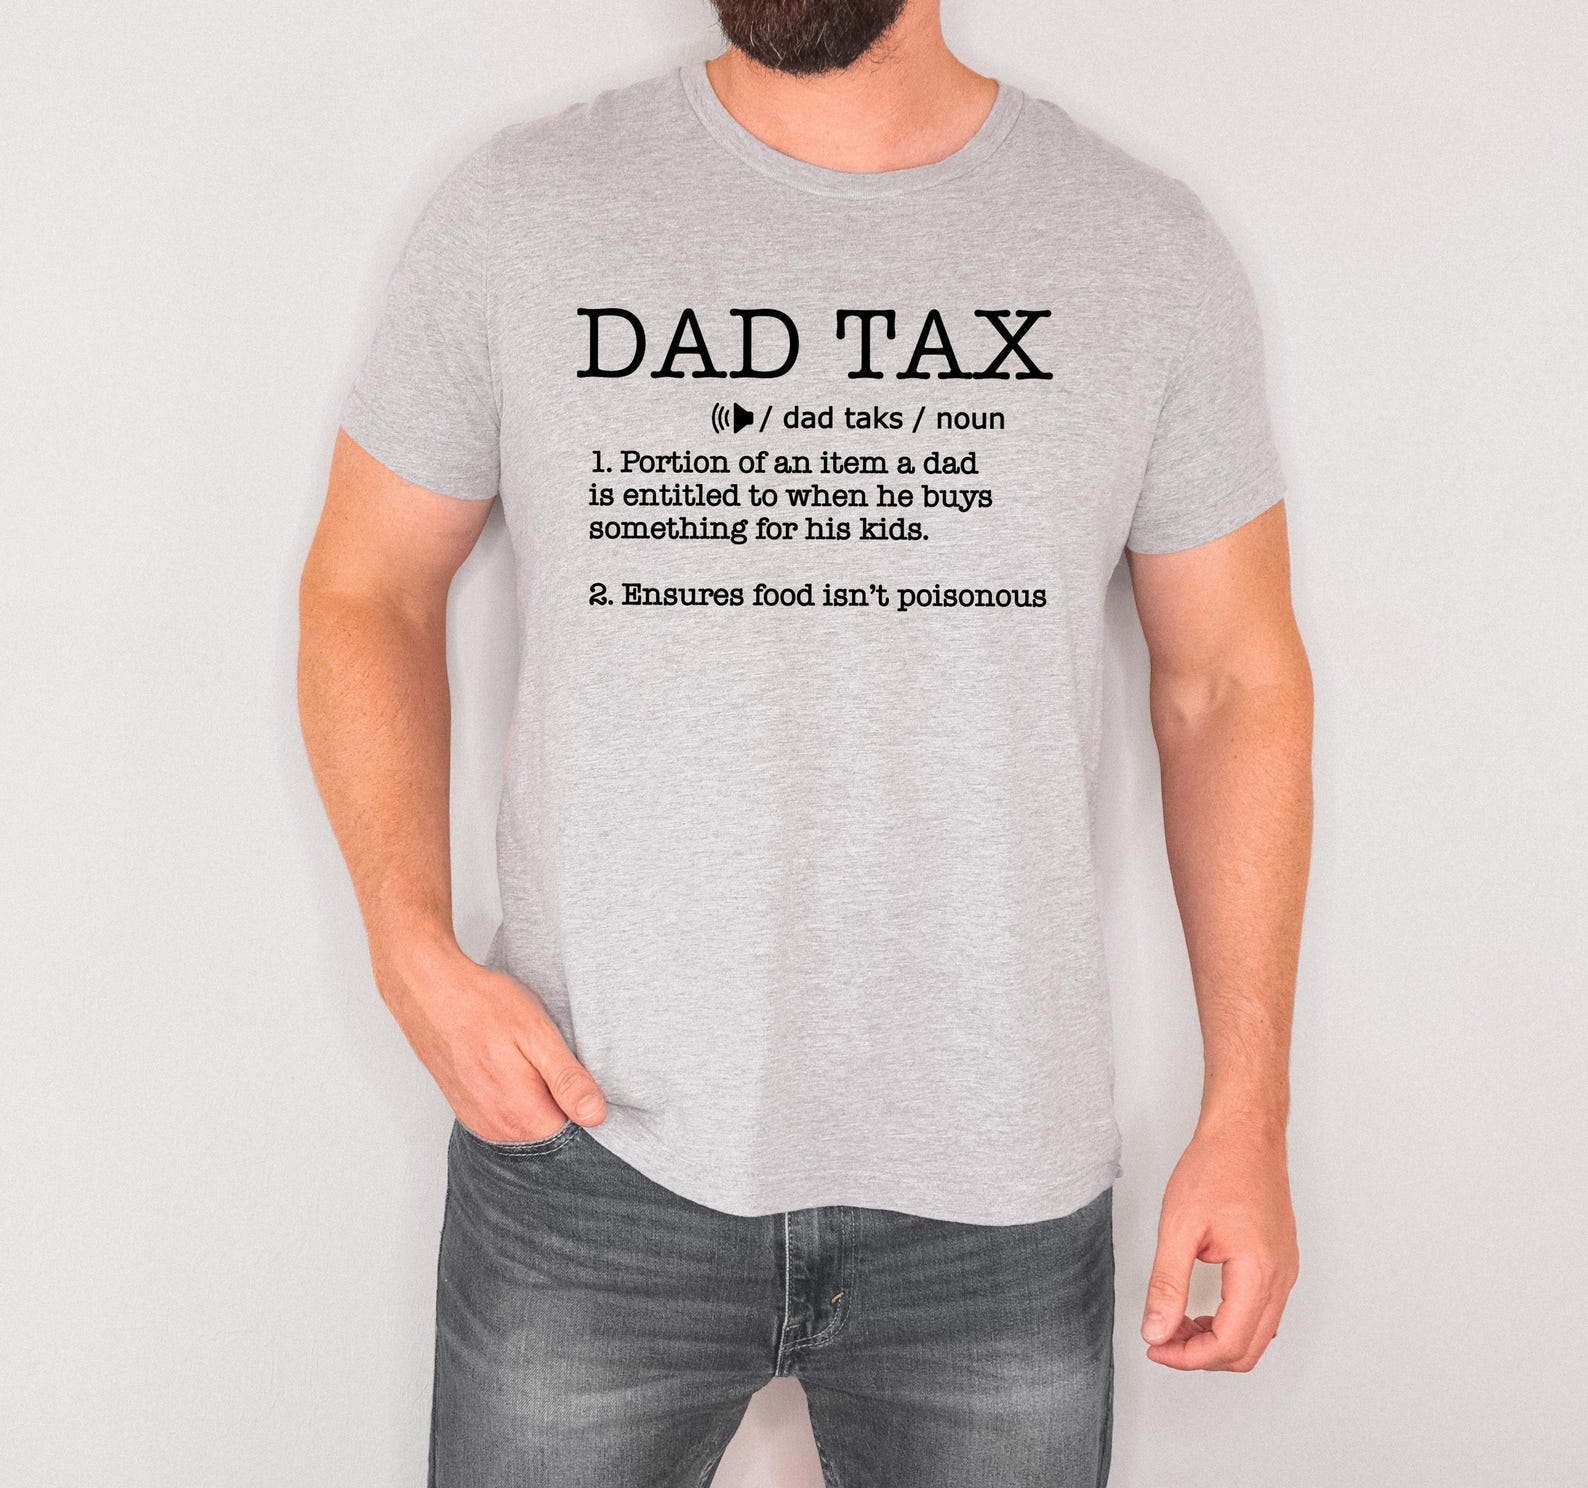 DAD TAX
/ dad taks / noun
1. Portion of an item a dad
is entitled to when he buys
something for his kids.
2. Ensures food isn't poisonous